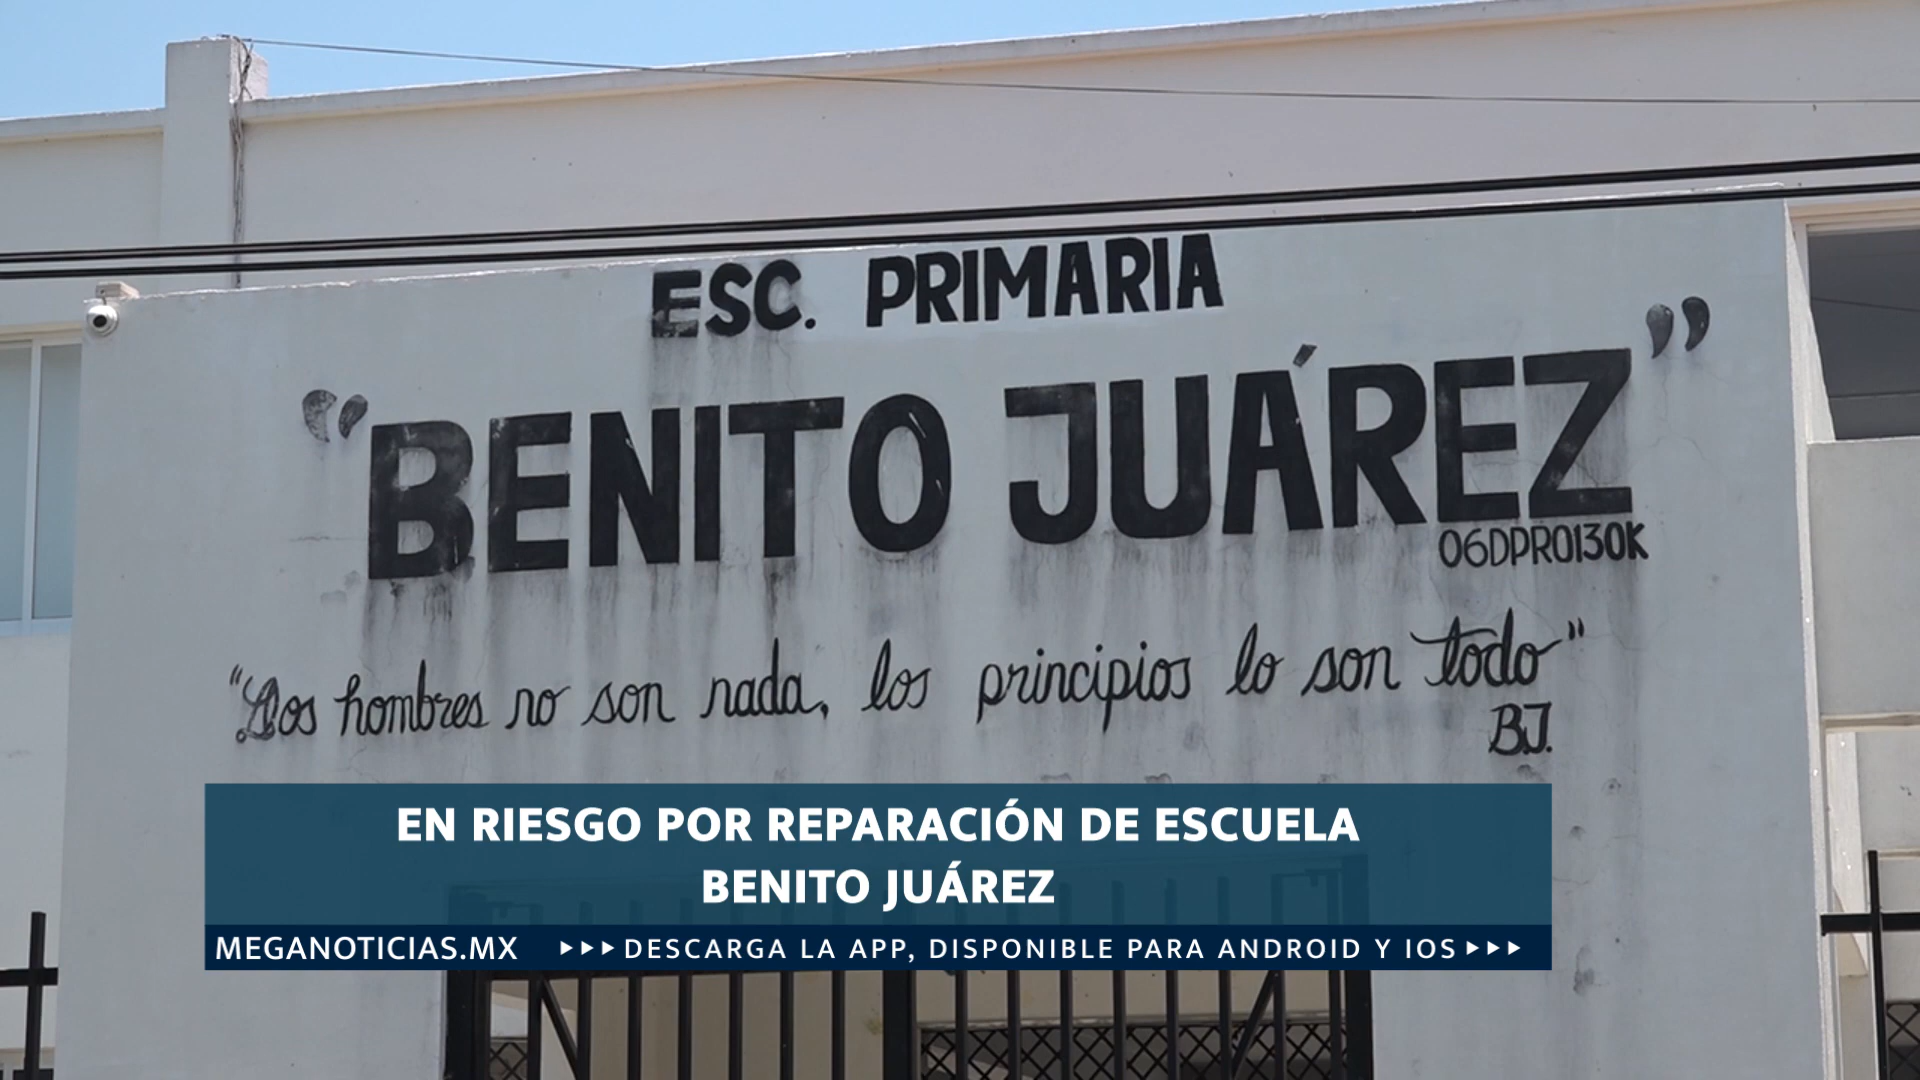 ESC. PRIMARIA
"BENITO JUÁREZ"
06DPR0130K
"Los hombres no son nada, los principios lo son todo"
B.J.
EN RIESGO POR REPARACIÓN DE ESCUELA
BENITO JUÁREZ
MEGANOTICIAS.MX ►►►DESCARGA LA APP, DISPONIBLE PARA ANDROID Y IOS►►►